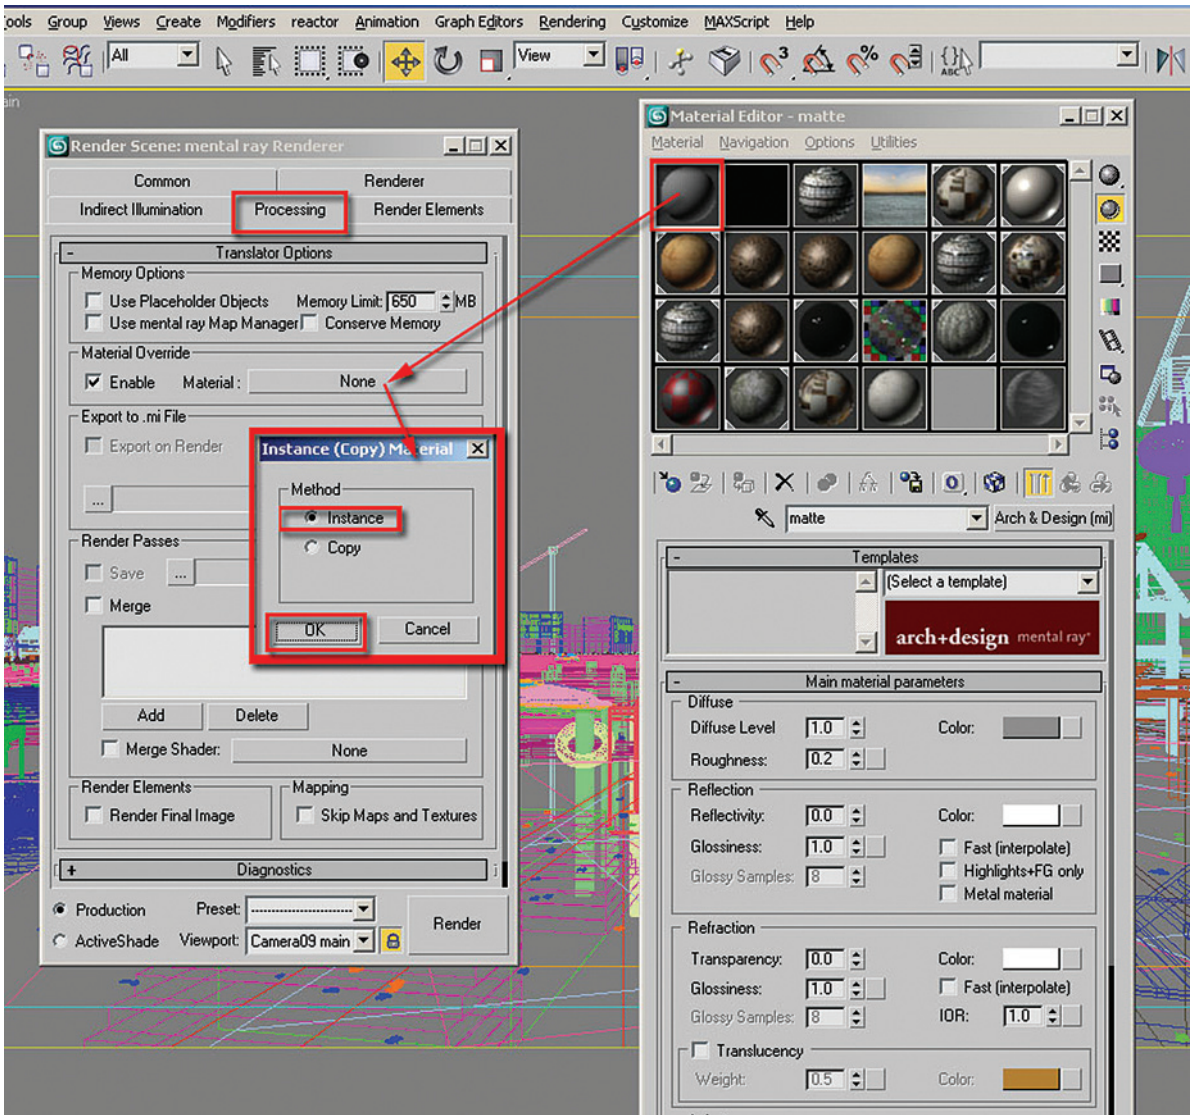 ools Group Views Create Modifiers reactor Animation Graph Editors Rendering Customize MAXScript Help
All View 3 % ABC
ain
Render Scene: mental ray Renderer
Common Renderer
Indirect Illumination Processing Render Elements
- Translator Options
Memory Options
Use Placeholder Objects Memory Limit: 650 MB
Use mental ray Map Manager Conserve Memory
Material Override
Enable Material : None
Export to .mi File
Export on Render
...
Render Passes
Save ...
Merge
Add Delete
Merge Shader: None
Render Elements Mapping
Render Final Image Skip Maps and Textures
+ Diagnostics
Production Preset: --------------------
ActiveShade Viewport: Camera09 main Render
Instance (Copy) Material
Method
Instance
Copy
OK Cancel
Material Editor - matte
Material Navigation Options Utilities
matte Arch & Design (mi)
- Templates
(Select a template)
arch+design mental ray
- Main material parameters
Diffuse
Diffuse Level 1.0 Color:
Roughness: 0.2
Reflection
Reflectivity: 0.0 Color:
Glossiness: 1.0 Fast (interpolate)
Glossy Samples: 8 Highlights+FG only
Metal material
Refraction
Transparency: 0.0 Color:
Glossiness: 1.0 Fast (interpolate)
Glossy Samples: 8 IOR: 1.0
Translucency
Weight: 0.5 Color: